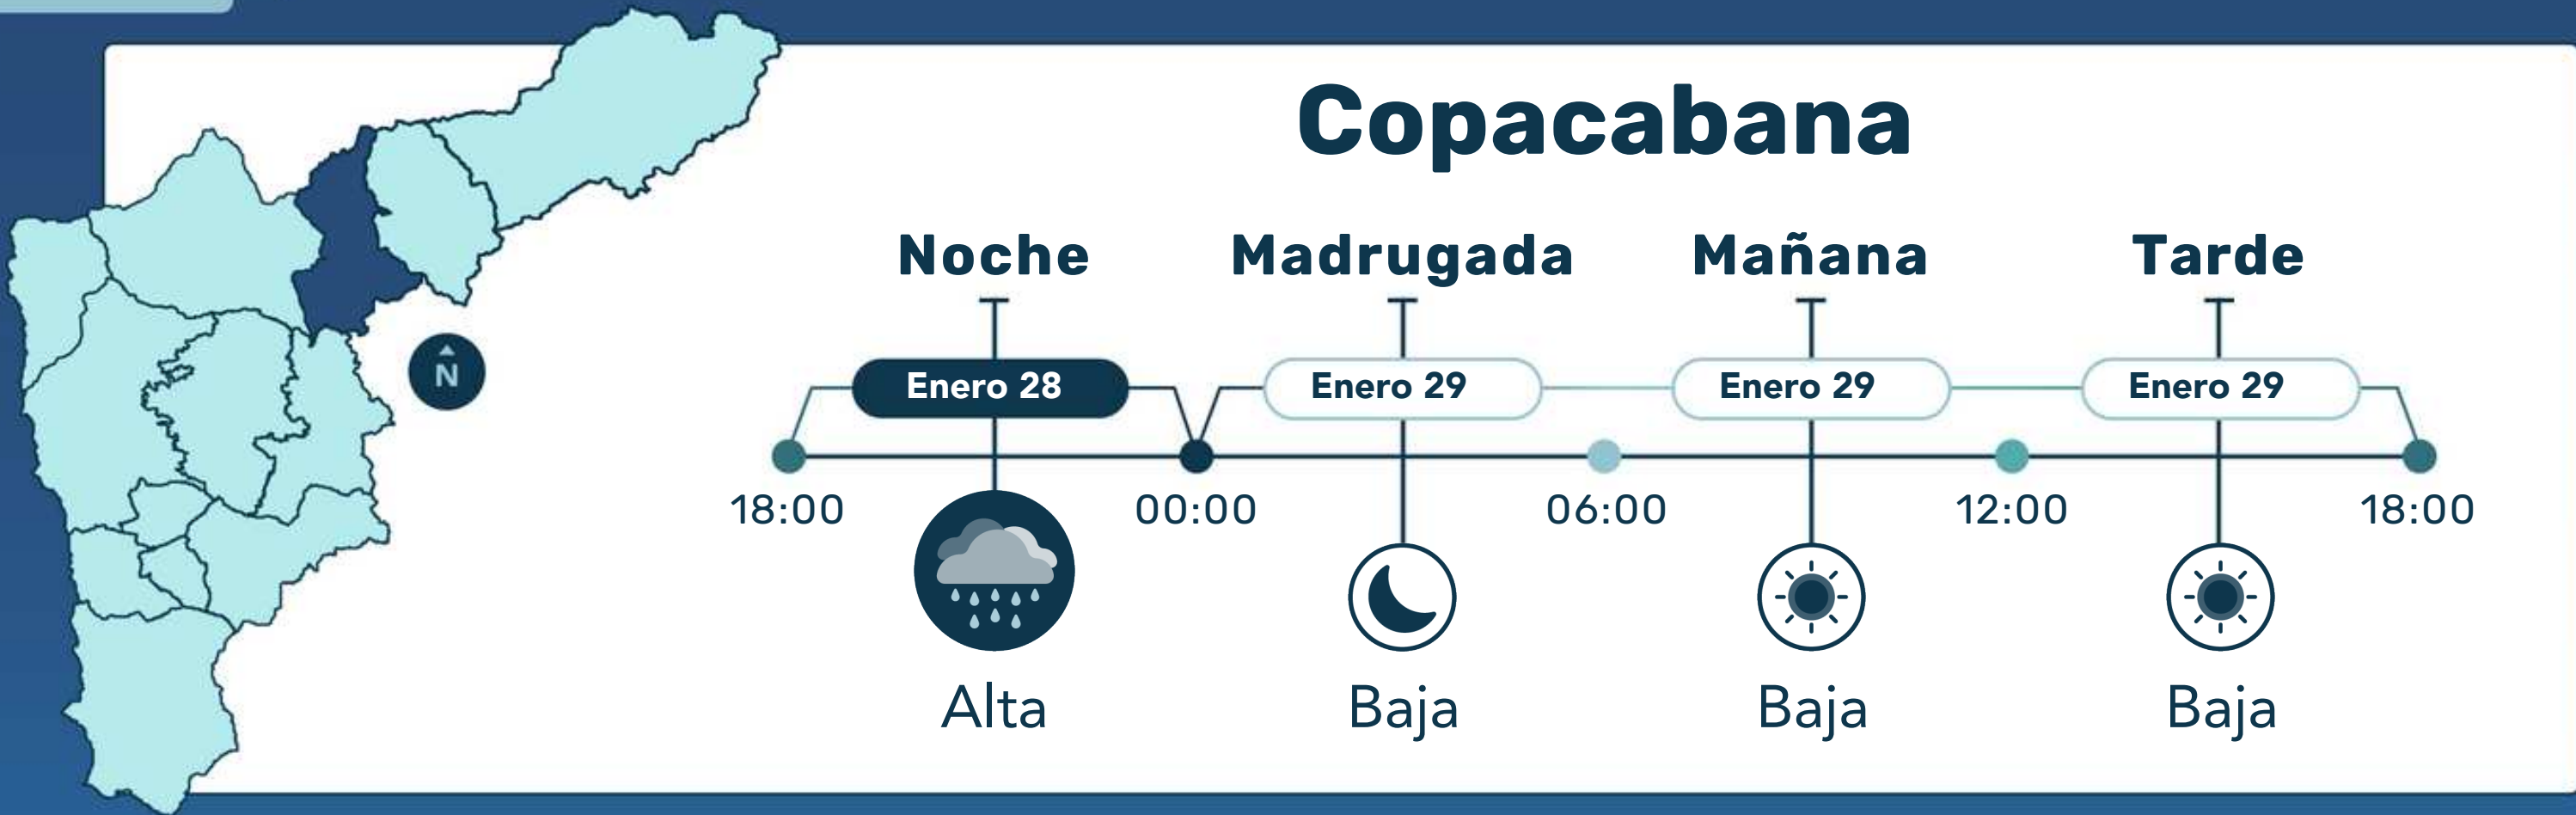 Copacabana
Noche Madrugada Mañana Tarde
Enero 28 Enero 29 Enero 29 Enero 29
N
18:00 00:00 06:00 12:00 18:00
Alta Baja Baja Baja